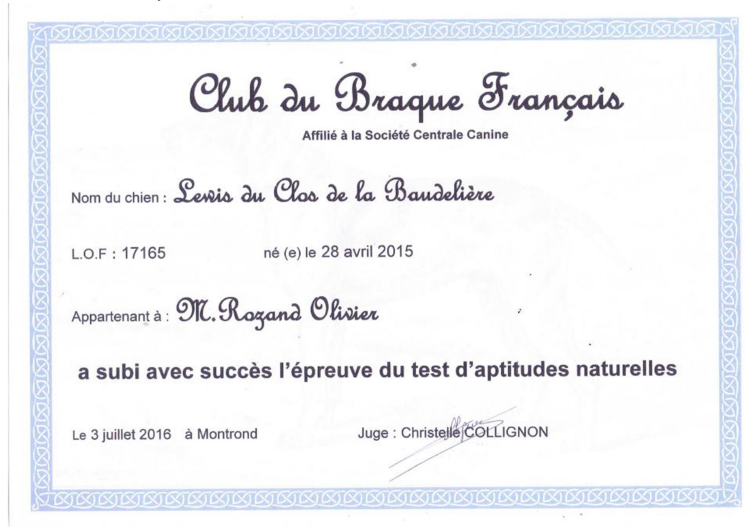 Club du Braque Français
Affilié à la Société Centrale Canine
Nom du chien : Lewis du Clos de la Baudelière
L.O.F : 17165 né (e) le 28 avril 2015
Appartenant à : M. Rozand Olivier
a subi avec succès l'épreuve du test d'aptitudes naturelles
Le 3 juillet 2016 à Montrond Juge : Christelle COLLIGNON